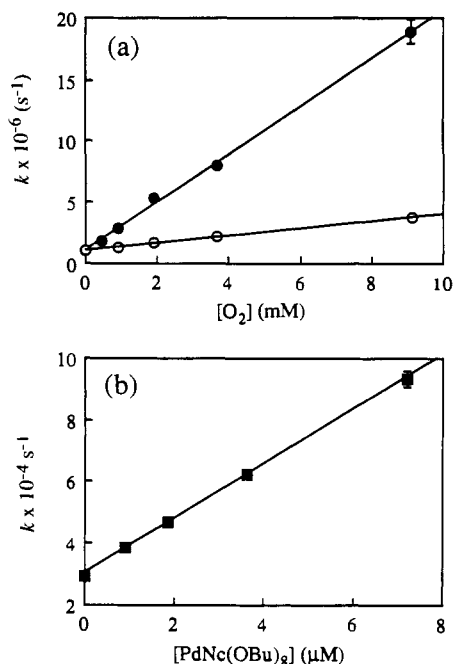 (a)
k x 10⁻⁶ (s⁻¹)
20
15
10
5
0
0 2 4 6 8 10
[O₂] (mM)
(b)
k x 10⁻⁴ s⁻¹
10
8
6
4
2
0 2 4 6 8
[PdNc(OBu)₈] (μM)